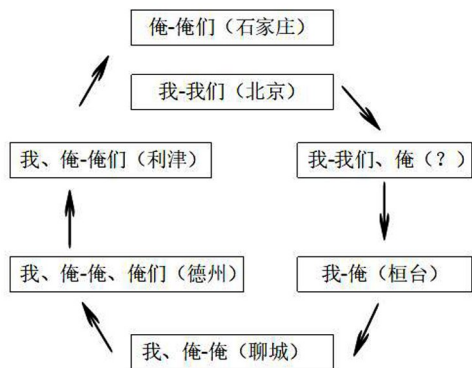 俺-俺们（石家庄）
我-我们（北京）
我、俺-俺们（利津）
我-我们、俺（？）
我、俺-俺、俺们（德州）
我-俺（桓台）
我、俺-俺（聊城）